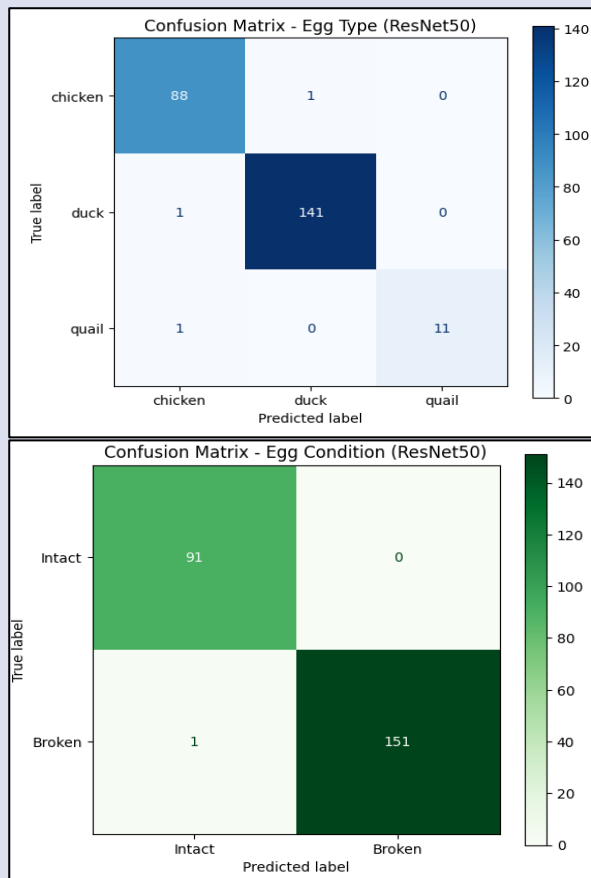 Confusion Matrix - Egg Type (ResNet50)
140
120
100
80
60
40
20
0
True label
chicken
88 1 0
duck
1 141 0
quail
1 0 11
chicken duck quail
Predicted label
Confusion Matrix - Egg Condition (ResNet50)
140
120
100
80
60
40
20
0
True label
Intact
91 0
Broken
1 151
Intact Broken
Predicted label